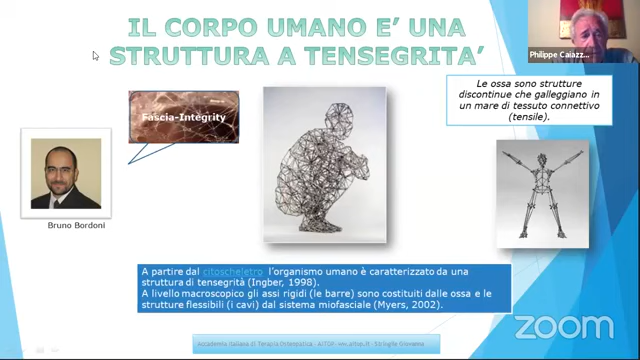 IL CORPO UMANO E' UNA
STRUTTURA A TENSEGRITA'
Philippe Caiazz...
Le ossa sono strutture
discontinue che galleggiano in
un mare di tessuto connettivo
(tensile).
Fascia-Integrity
Bruno Bordoni
A partire dal citoscheletro l'organismo umano è caratterizzato da una
struttura di tensegrità (Ingber, 1998).
A livello macroscopico gli assi rigidi (le barre) sono costituiti dalle ossa e le
strutture flessibili (i cavi) dal sistema miofasciale (Myers, 2002).
Accademia Italiana di Terapia Osteopatica - AITOP
zoom